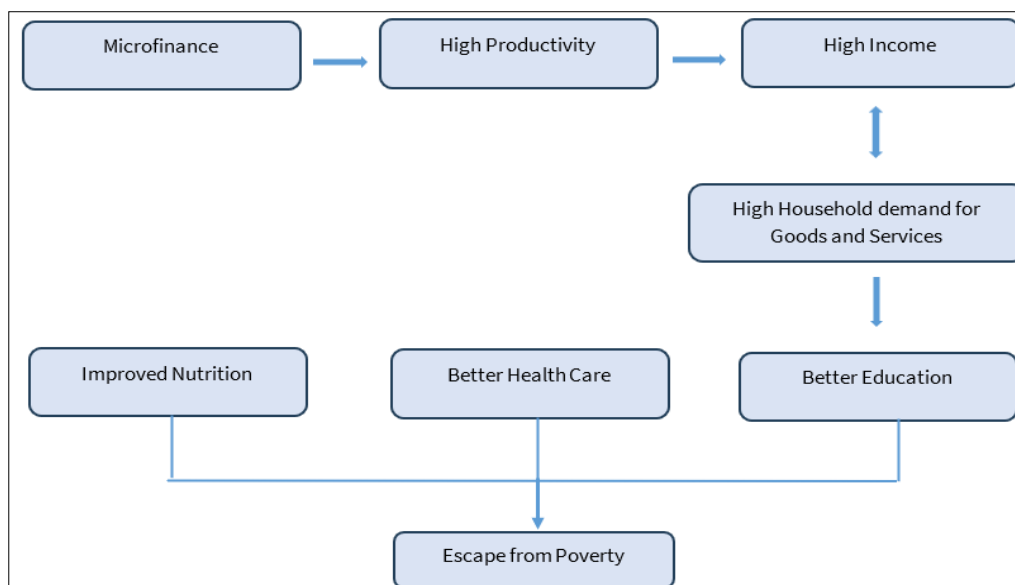 Microfinance
High Productivity
High Income
High Household demand for
Goods and Services
Improved Nutrition
Better Health Care
Better Education
Escape from Poverty